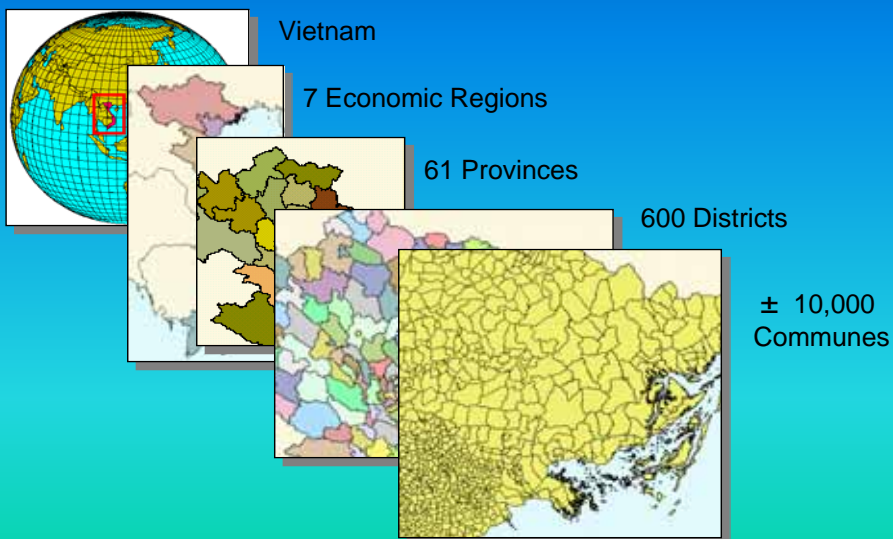 Vietnam
7 Economic Regions
61 Provinces
600 Districts
± 10,000
Communes